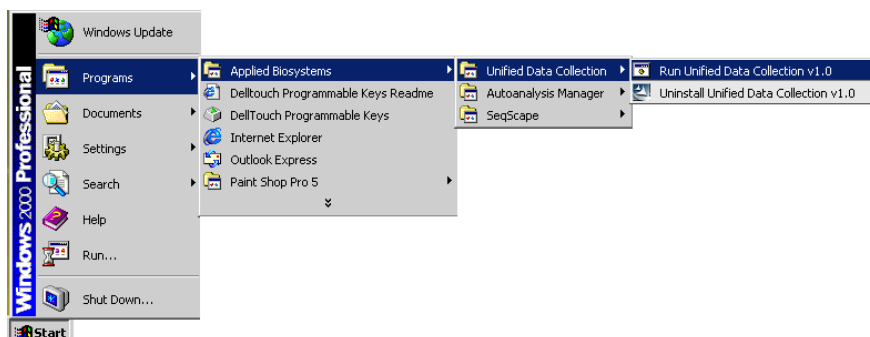 Windows 2000 Professional
Windows Update
Programs
Documents
Settings
Search
Help
Run...
Shut Down...
Start
Applied Biosystems
Delltouch Programmable Keys Readme
DellTouch Programmable Keys
Internet Explorer
Outlook Express
Paint Shop Pro 5
Unified Data Collection
Autoanalysis Manager
SeqScape
Run Unified Data Collection v1.0
Uninstall Unified Data Collection v1.0